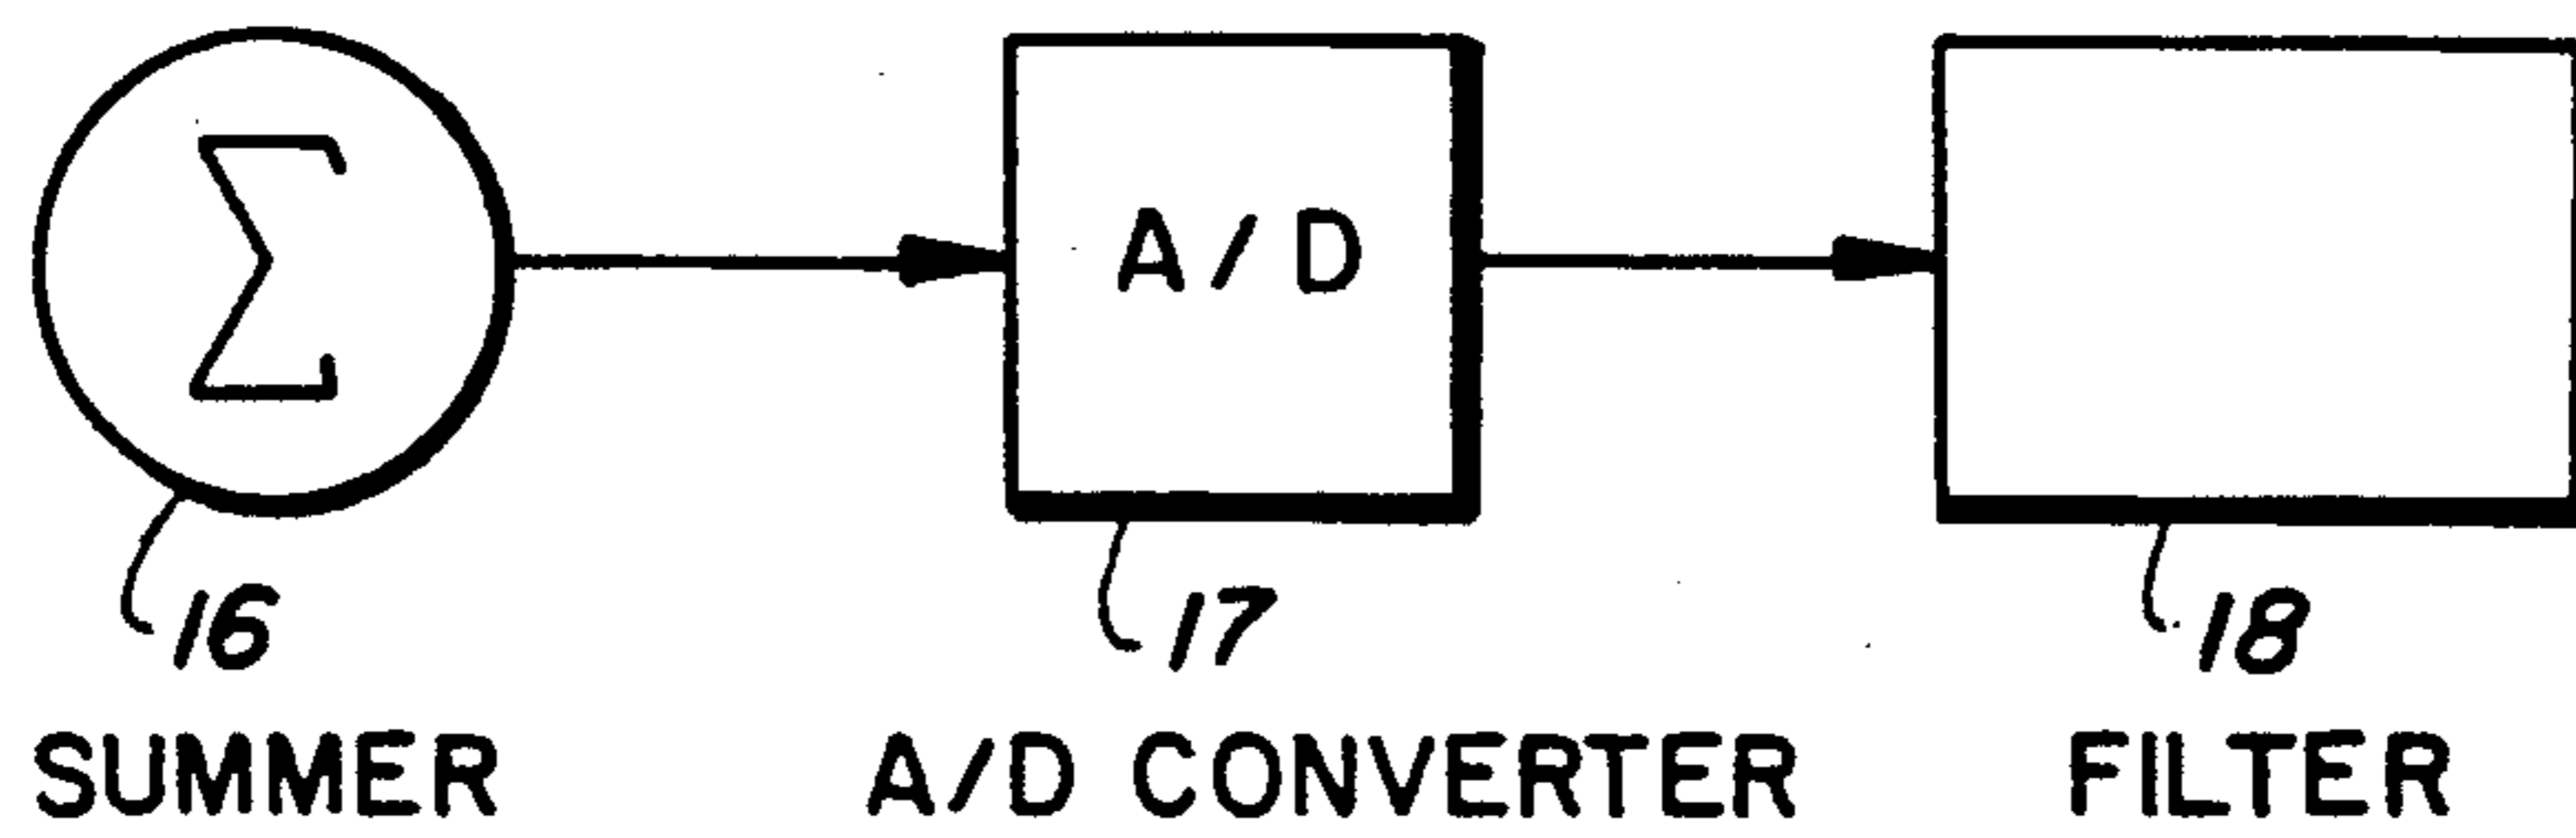 Σ
A/D
16
17
18
SUMMER
A/D CONVERTER
FILTER